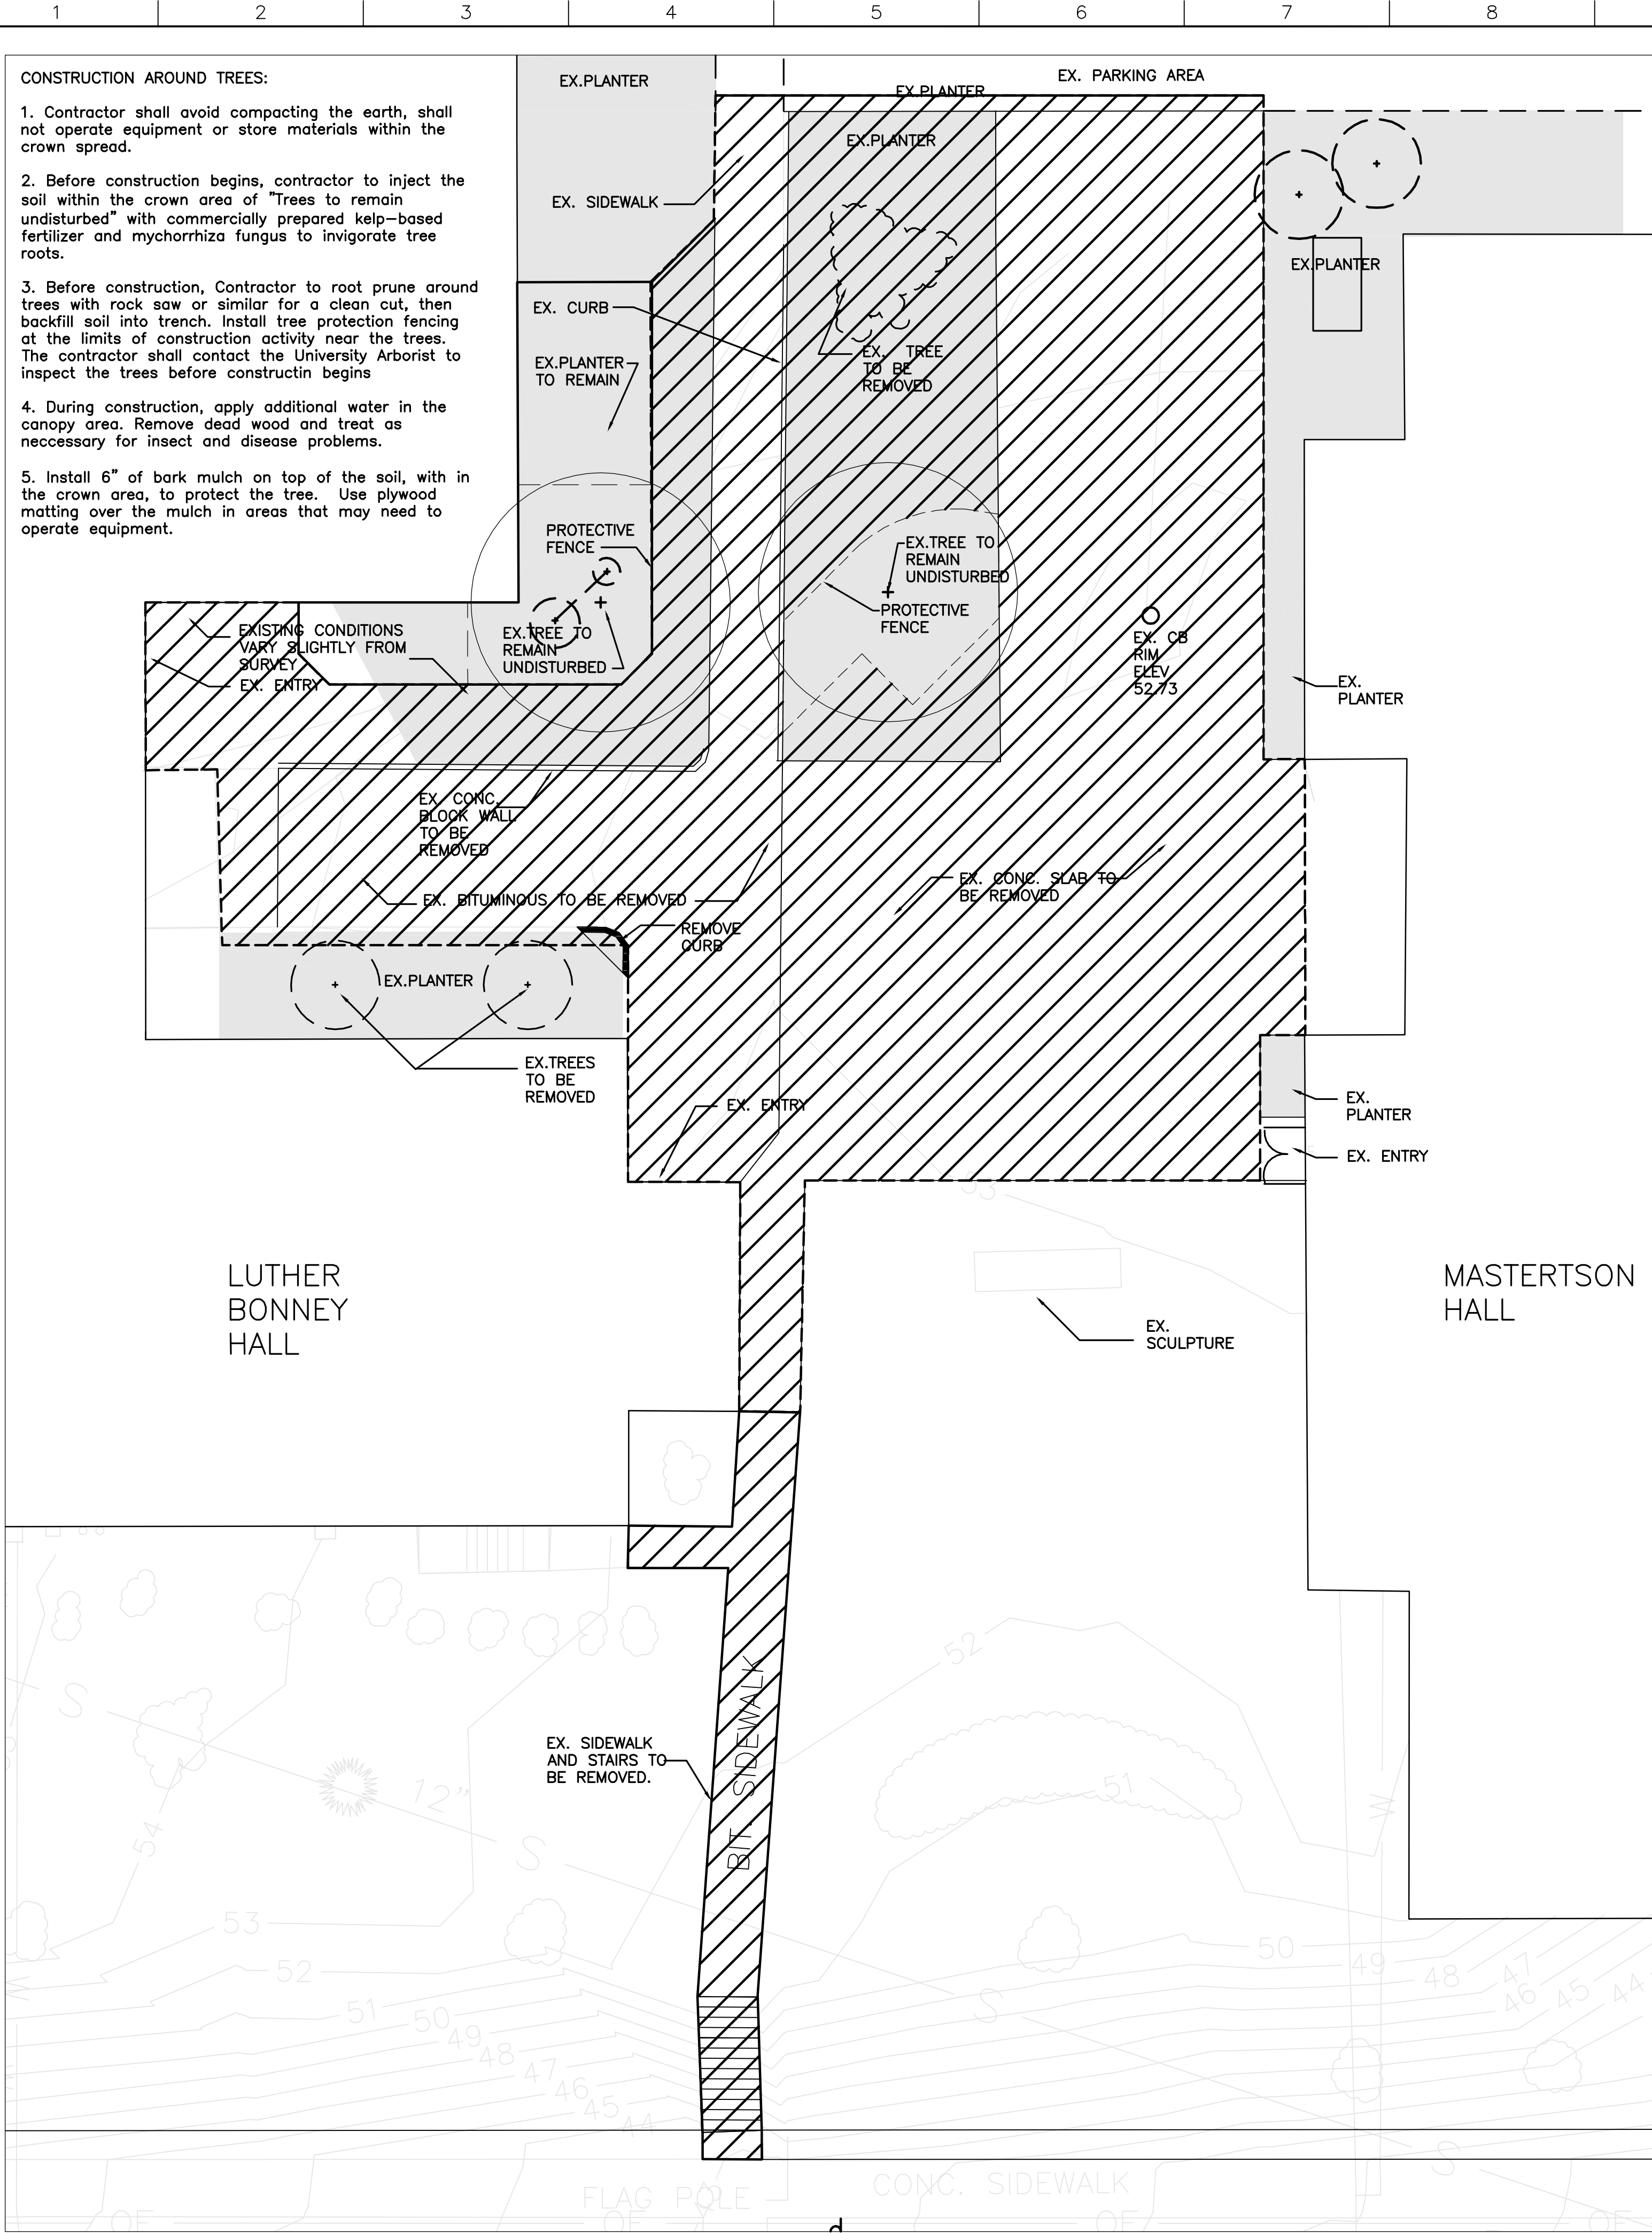 1 2 3 4 5 6 7 8
CONSTRUCTION AROUND TREES:
1. Contractor shall avoid compacting the earth, shall
not operate equipment or store materials within the
crown spread.
2. Before construction begins, contractor to inject the
soil within the crown area of "Trees to remain
undisturbed" with commercially prepared kelp-based
fertilizer and mychorrhiza fungus to invigorate tree
roots.
3. Before construction, Contractor to root prune around
trees with rock saw or similar for a clean cut, then
backfill soil into trench. Install tree protection fencing
at the limits of construction activity near the trees.
The contractor shall contact the University Arborist to
inspect the trees before constructin begins
4. During construction, apply additional water in the
canopy area. Remove dead wood and treat as
neccessary for insect and disease problems.
5. Install 6" of bark mulch on top of the soil, with in
the crown area, to protect the tree. Use plywood
matting over the mulch in areas that may need to
operate equipment.
EX.PLANTER
EX. PARKING AREA
EX.PLANTER
EX.PLANTER
EX. SIDEWALK
EX.PLANTER
EX. CURB
EX.PLANTER
TO REMAIN
EX. TREE
TO BE
REMOVED
PROTECTIVE
FENCE
EX.TREE TO
REMAIN
UNDISTURBED
PROTECTIVE
FENCE
EX.TREE TO
REMAIN
UNDISTURBED
EX. CB
RIM
ELEV
52.73
EXISTING CONDITIONS
VARY SLIGHTLY FROM
SURVEY
EX. ENTRY
EX.
PLANTER
EX. CONC.
BLOCK WALL
TO BE
REMOVED
EX. BITUMINOUS TO BE REMOVED
EX. CONC. SLAB TO
BE REMOVED
REMOVE
CURB
EX.PLANTER
EX.TREES
TO BE
REMOVED
EX. ENTRY
EX.
PLANTER
EX. ENTRY
53
LUTHER
BONNEY
HALL
MASTERTSON
HALL
EX.
SCULPTURE
52
S
BIT. SIDEWALK
EX. SIDEWALK
AND STAIRS TO
BE REMOVED.
12"
51
W
54
S
53
50
52
49
48
47
46
45
44
51
50
49
48
47
46
45
44
S
S
FLAG POLE
CONC. SIDEWALK
OF
OF
OF
OF